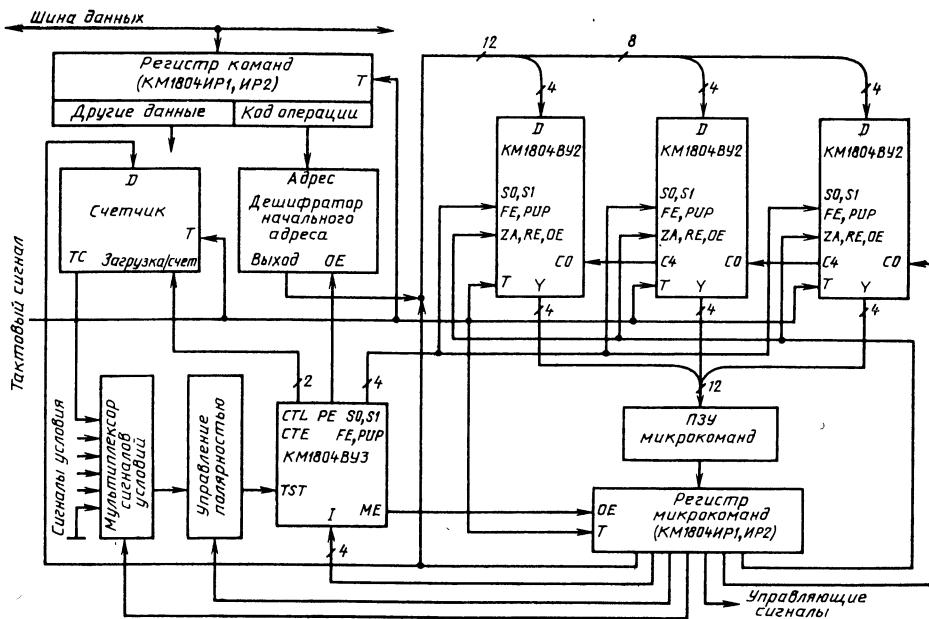 Шина данных
Регистр команд
(КМ1804ИР1, ИР2)
T
Другие данные
Код операции
D
Счетчик
T
TC
Загрузка/счет
Адрес
Дешифратор
начального
адреса
Выход
OE
Тактовый сигнал
12
8
4
4
4
D
КМ1804ВУ2
S0,S1
FE,PUP
ZA,RE,OE
C0
T
Y
D
КМ1804ВУ2
S0,S1
FE,PUP
ZA,RE,OE
C0
C4
T
Y
D
КМ1804ВУ2
S0,S1
FE,PUP
ZA,RE,OE
C0
C4
T
Y
4
4
4
12
2
4
CTL PE S0,S1
CTE FE,PUP
КМ1804ВУ3
TST
ME
I
4
Сигналы условия
Мультиплексор
сигналов
условий
Управление
полярностью
ПЗУ
микрокоманд
Регистр
микрокоманд
(КМ1804ИР1, ИР2)
OE
T
Управляющие
сигналы